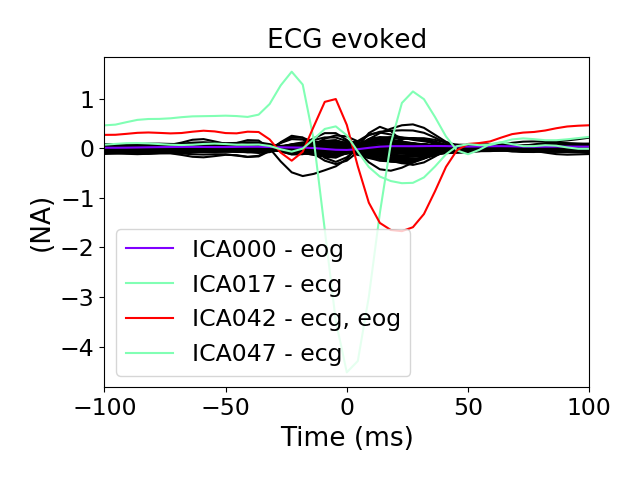 ECG evoked
1
0
−1
−2
−3
−4
(NA)
ICA000 - eog
ICA017 - ecg
ICA042 - ecg, eog
ICA047 - ecg
−100
−50
0
50
100
Time (ms)